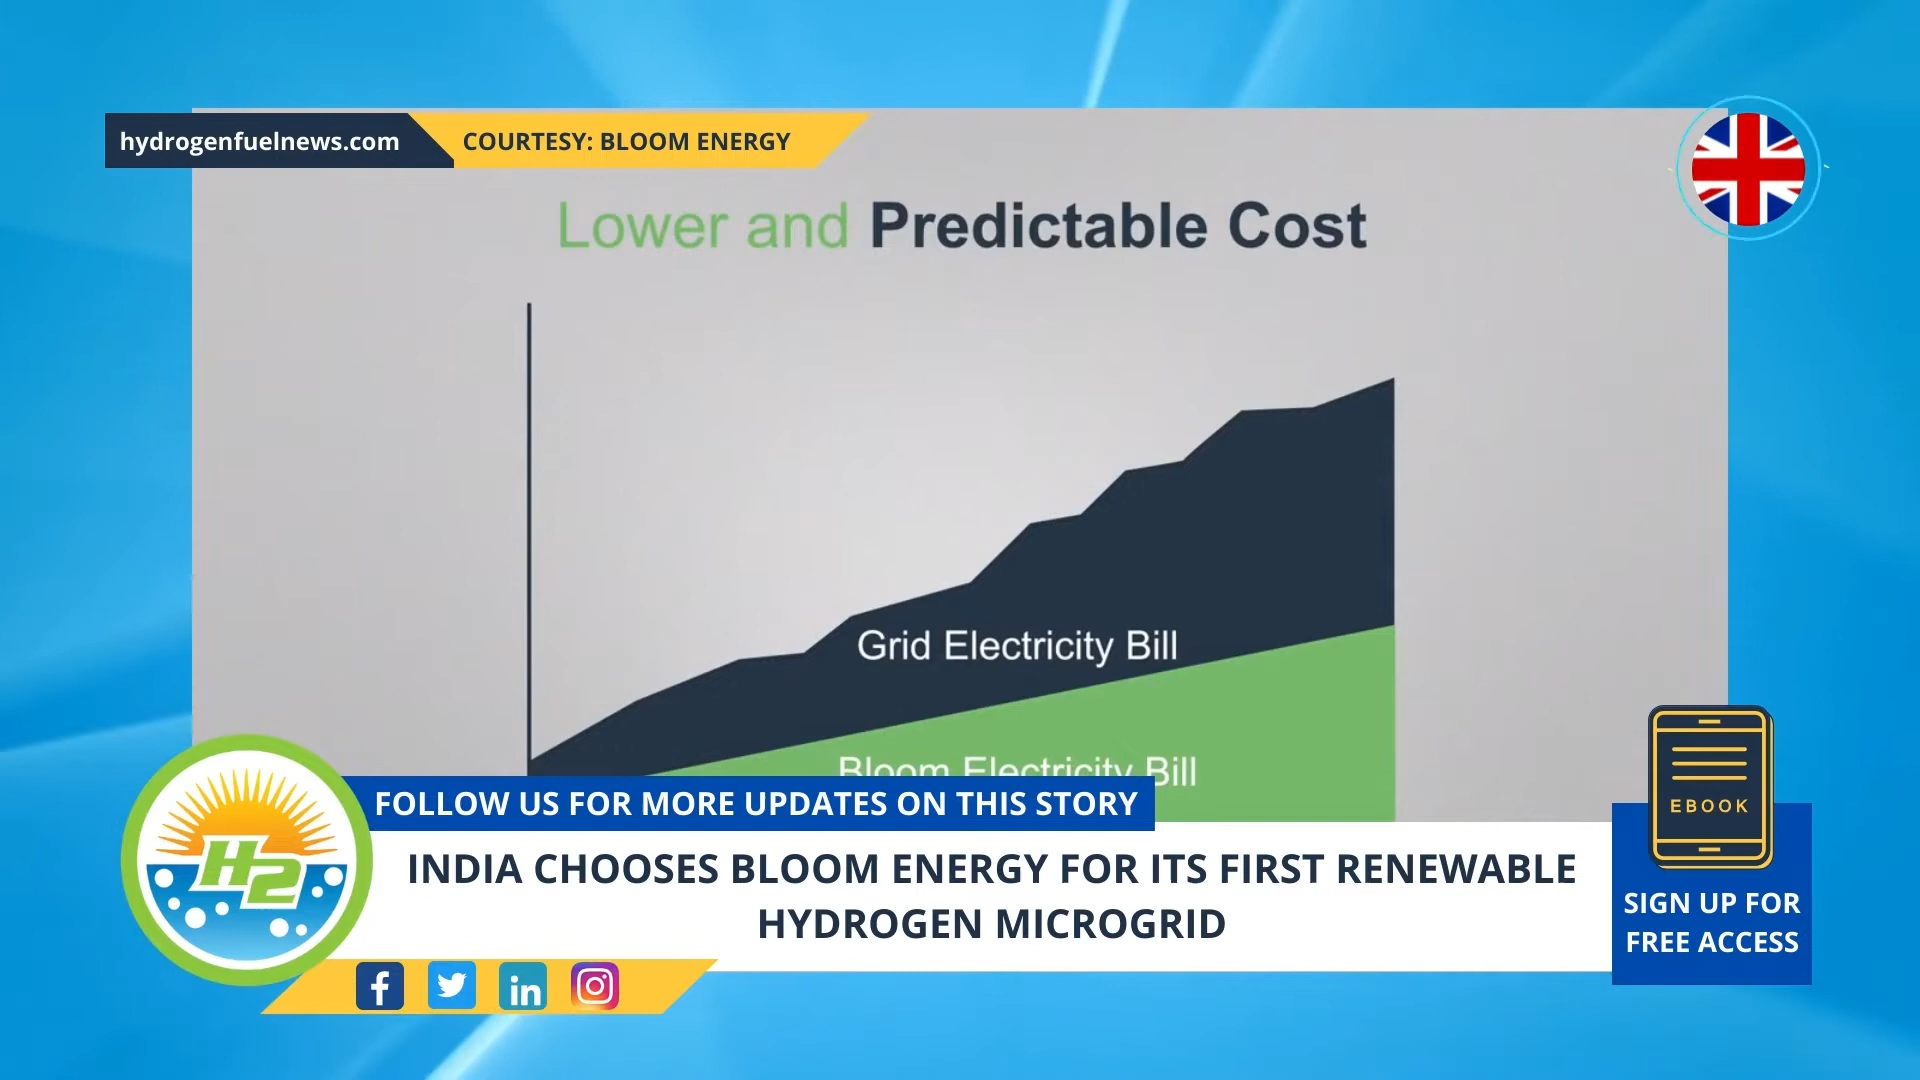 hydrogenfuelnews.com
COURTESY: BLOOM ENERGY
Lower and Predictable Cost
Grid Electricity Bill
Bloom Electricity Bill
FOLLOW US FOR MORE UPDATES ON THIS STORY
INDIA CHOOSES BLOOM ENERGY FOR ITS FIRST RENEWABLE
HYDROGEN MICROGRID
H2
EBOOK
SIGN UP FOR
FREE ACCESS
f
in